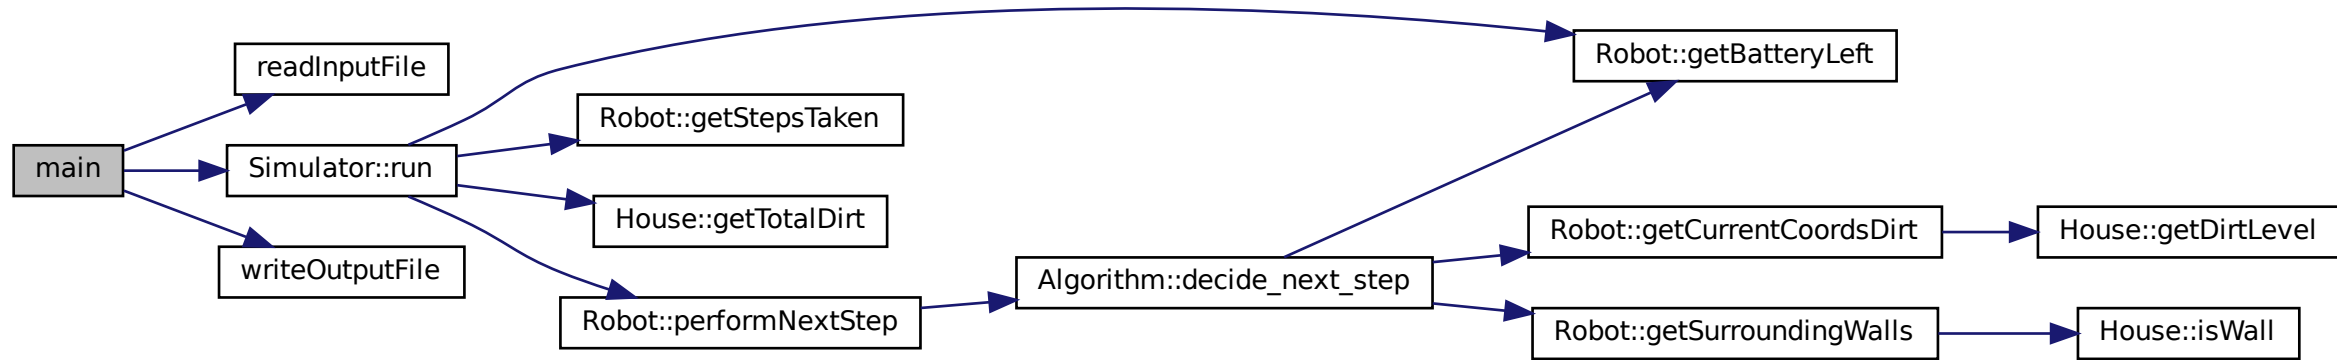 main
readInputFile
Simulator::run
writeOutputFile
Robot::getStepsTaken
House::getTotalDirt
Robot::performNextStep
Algorithm::decide_next_step
Robot::getBatteryLeft
Robot::getCurrentCoordsDirt
Robot::getSurroundingWalls
House::getDirtLevel
House::isWall